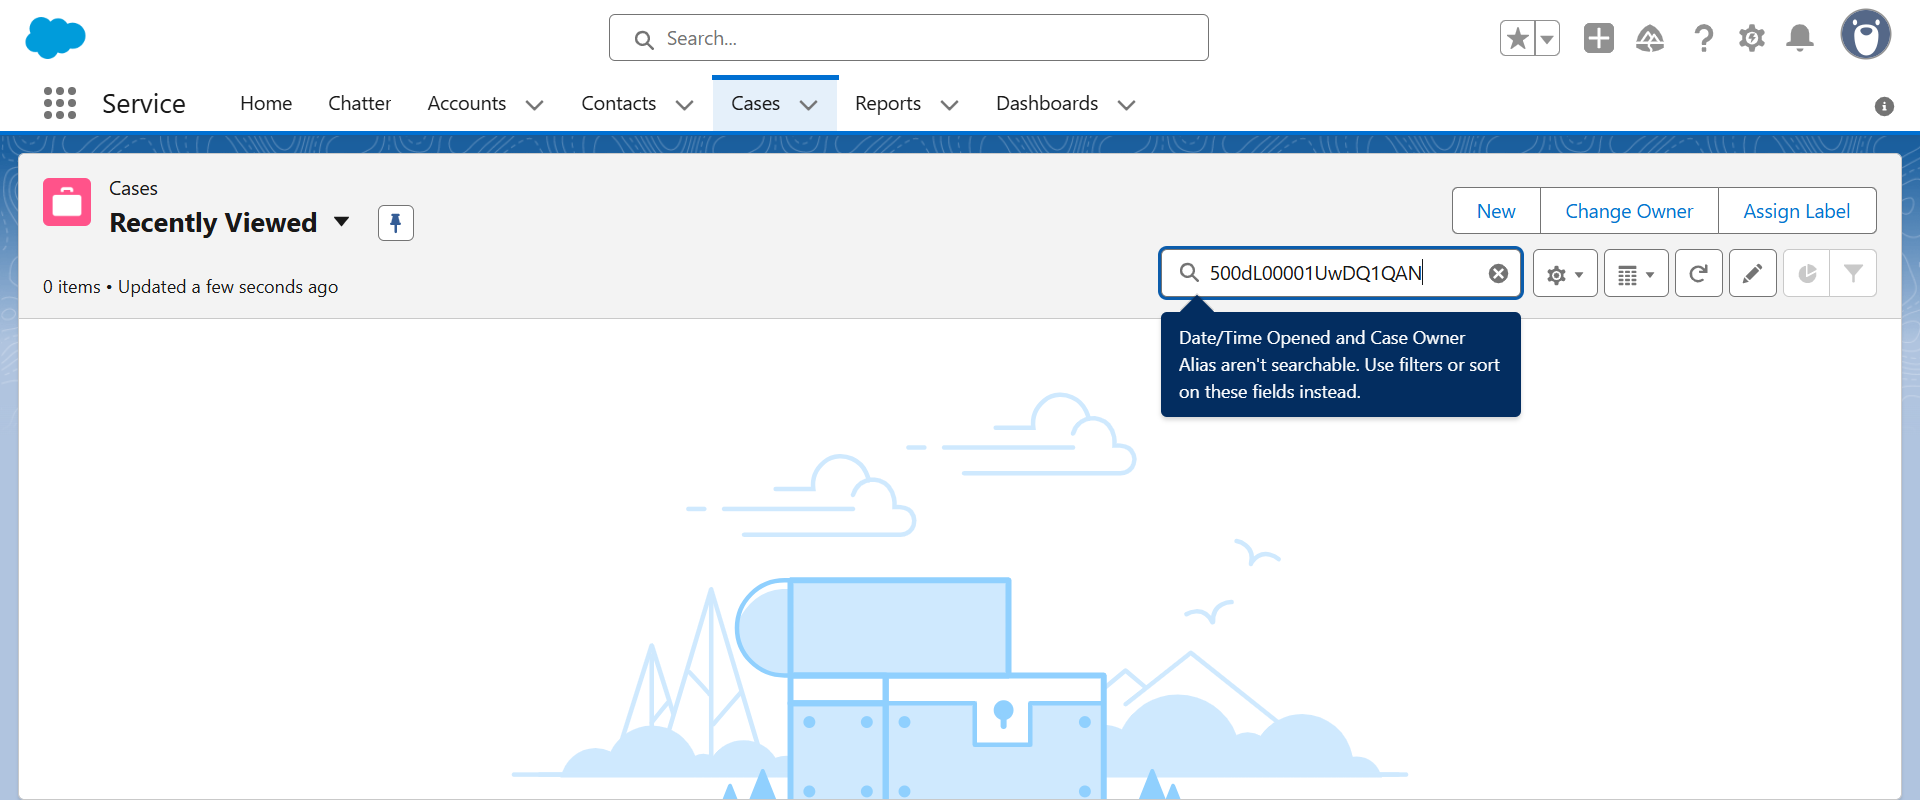 Search...
Service
Home
Chatter
Accounts
Contacts
Cases
Reports
Dashboards
Cases
Recently Viewed
New
Change Owner
Assign Label
0 items • Updated a few seconds ago
500dL00001UwDQ1QAN
Date/Time Opened and Case Owner
Alias aren't searchable. Use filters or sort
on these fields instead.